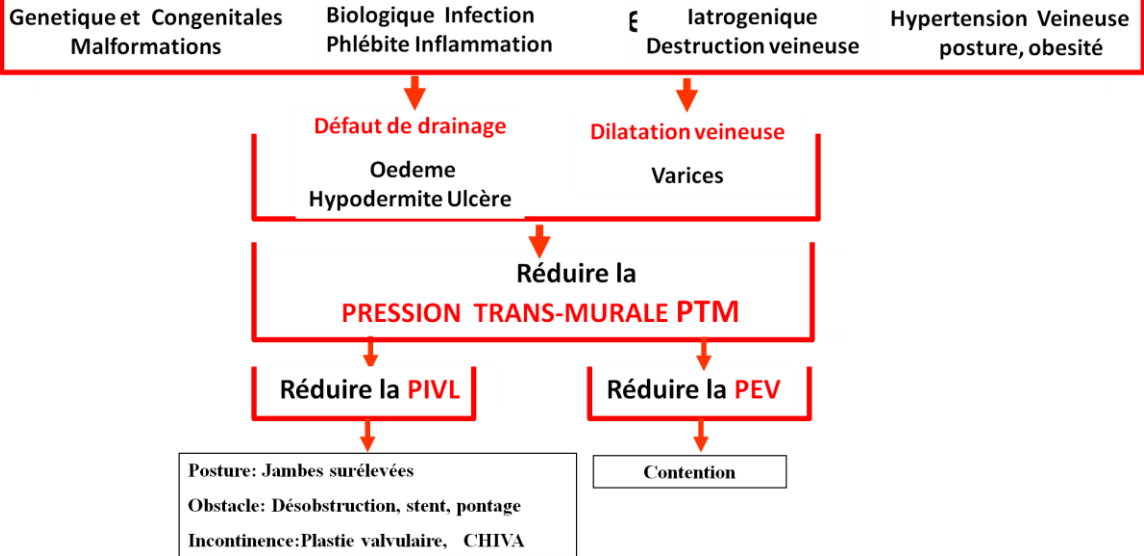 Genetique et Congenitales
Malformations
Biologique Infection
Phlébite Inflammation
Iatrogenique
Destruction veineuse
Hypertension Veineuse
posture, obesité
Défaut de drainage
Oedeme
Hypodermite Ulcère
Dilatation veineuse
Varices
Réduire la
PRESSION TRANS-MURALE PTM
Réduire la PIVL
Réduire la PEV
Posture: Jambes surélevées
Obstacle: Désobstruction, stent, pontage
Incontinence:Plastie valvulaire, CHIVA
Contention